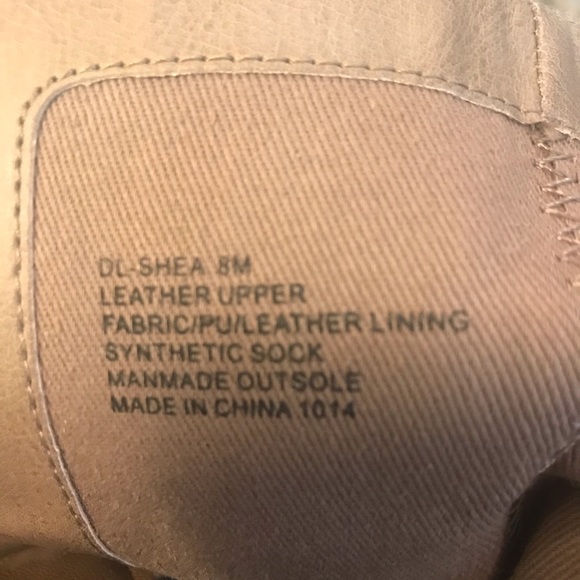 DL-SHEA 8M
LEATHER UPPER
FABRIC/PU/LEATHER LINING
SYNTHETIC SOCK
MANMADE OUTSOLE
MADE IN CHINA 1014